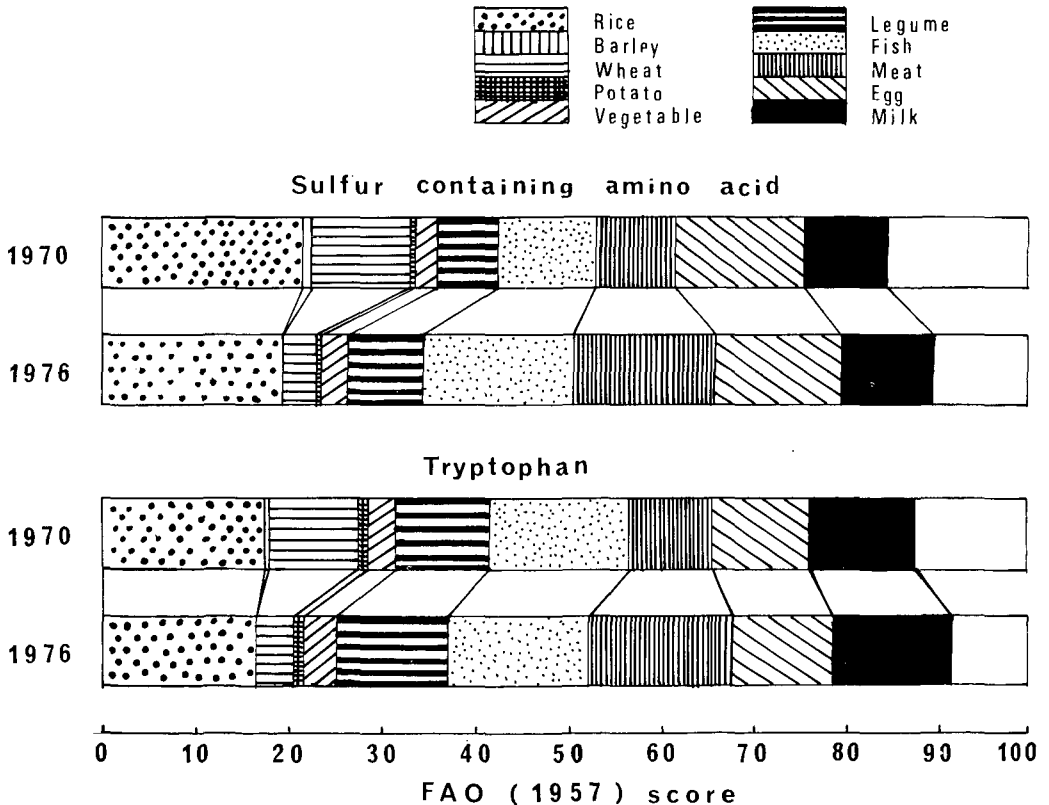 Rice
Barley
Wheat
Potato
Vegetable
Legume
Fish
Meat
Egg
Milk
Sulfur containing amino acid
1970
1976
Tryptophan
1970
1976
0 10 20 30 40 50 60 70 80 90 100
FAO (1957) score